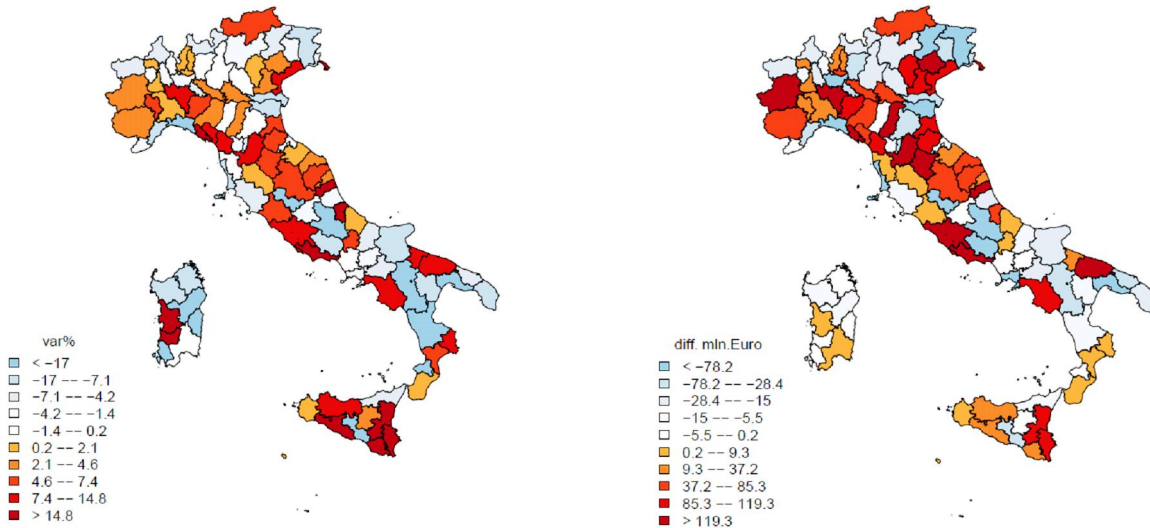 var%
< −17
−17 −− −7.1
−7.1 −− −4.2
−4.2 −− −1.4
−1.4 −− 0.2
0.2 −− 2.1
2.1 −− 4.6
4.6 −− 7.4
7.4 −− 14.8
> 14.8
diff. mln.Euro
< −78.2
−78.2 −− −28.4
−28.4 −− −15
−15 −− −5.5
−5.5 −− 0.2
0.2 −− 9.3
9.3 −− 37.2
37.2 −− 85.3
85.3 −− 119.3
> 119.3